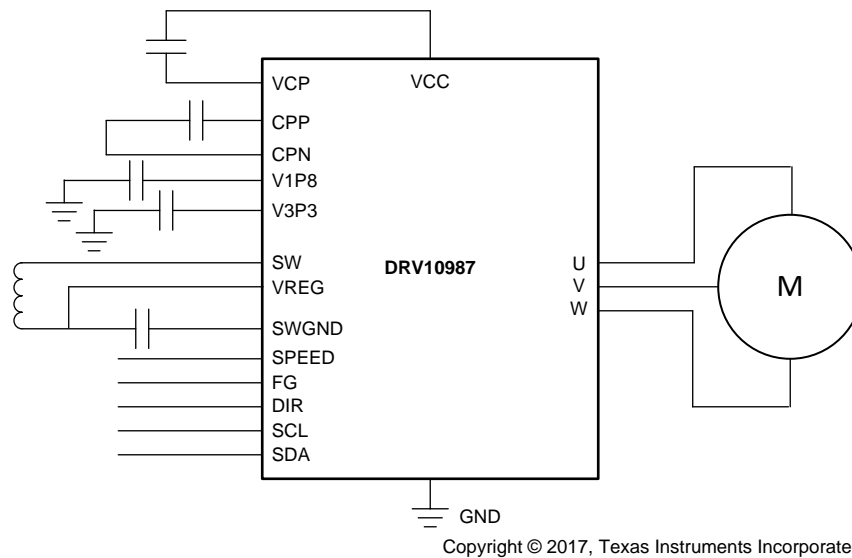 VCP
VCC
CPP
CPN
V1P8
V3P3
SW
DRV10987
U
VREG
V
M
W
SWGND
SPEED
FG
DIR
SCL
SDA
GND
Copyright © 2017, Texas Instruments Incorporate